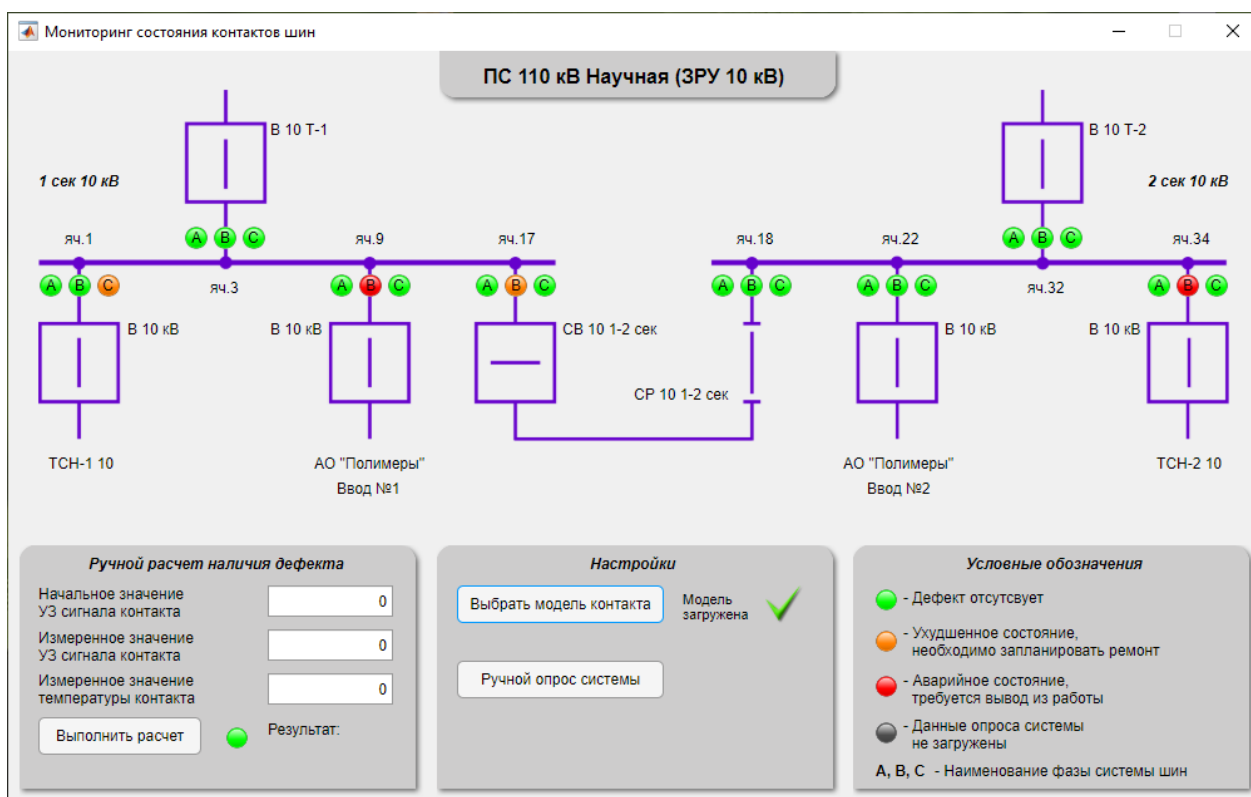 Мониторинг состояния контактов шин
ПС 110 кВ Научная (ЗРУ 10 кВ)
В 10 Т-1
В 10 Т-2
1 сек 10 кВ
2 сек 10 кВ
яч.1
A B C
яч.9
яч.17
яч.18
яч.22
A B C
яч.34
A B C
яч.3
A B C
A B C
A B C
A B C
яч.32
A B C
В 10 кВ
В 10 кВ
СВ 10 1-2 сек
В 10 кВ
В 10 кВ
СР 10 1-2 сек
ТСН-1 10
АО "Полимеры"
Ввод №1
АО "Полимеры"
Ввод №2
ТСН-2 10
Ручной расчет наличия дефекта
Начальное значение
УЗ сигнала контакта
0
Измеренное значение
УЗ сигнала контакта
0
Измеренное значение
температуры контакта
0
Выполнить расчет
Результат:
Настройки
Выбрать модель контакта
Модель
загружена
Ручной опрос системы
Условные обозначения
- Дефект отсутсвует
- Ухудшенное состояние,
необходимо запланировать ремонт
- Аварийное состояние,
требуется вывод из работы
- Данные опроса системы
не загружены
A, B, C - Наименование фазы системы шин